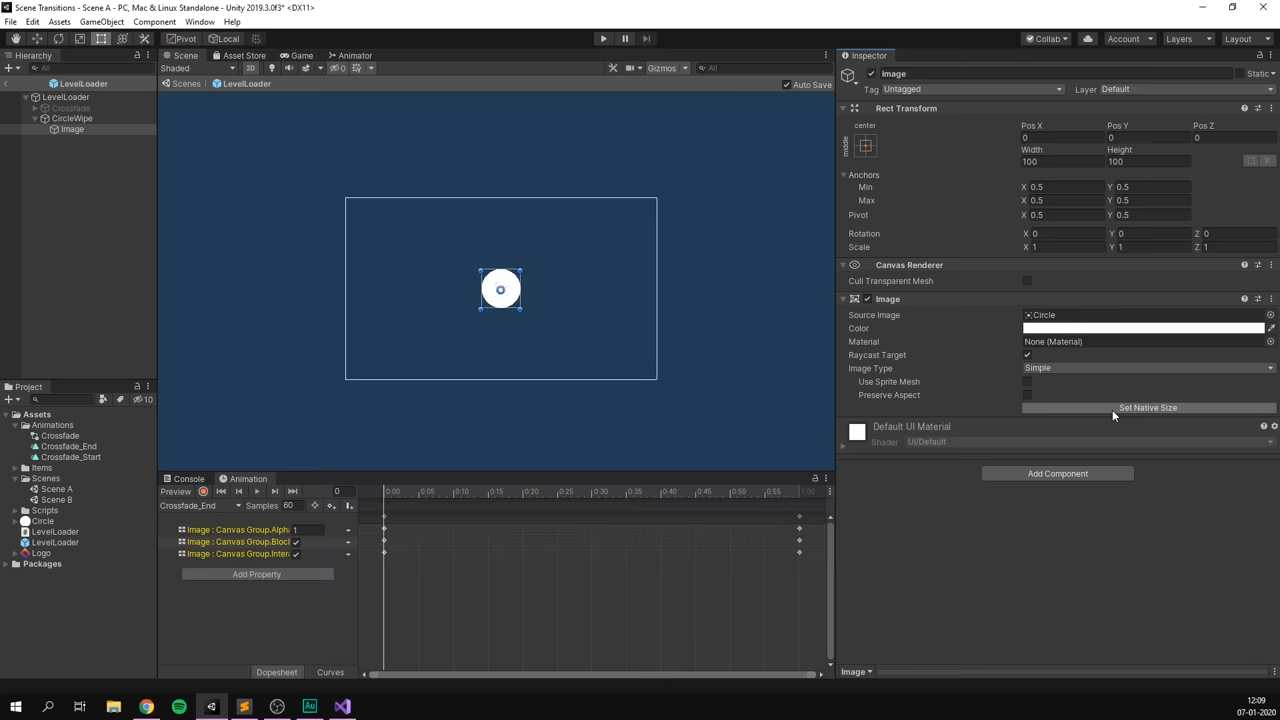 Scene Transitions - Scene A - PC, Mac & Linux Standalone - Unity 2019.3.0f3* <DX11>
File Edit Assets GameObject Component Window Help
Pivot Local Collab Account Layers Layout
Hierarchy
All
LevelLoader
LevelLoader
Crossfade
CircleWipe
Image
Scene Asset Store Game Animator
Shaded 2D 0 Gizmos All
Scenes LevelLoader Auto Save
Project
10
Assets
Animations
Crossfade
Crossfade_End
Crossfade_Start
Items
Scenes
Scene A
Scene B
Scripts
Circle
LevelLoader
LevelLoader
Logo
Packages
Console Animation
Preview 0 0:00 0:05 0:10 0:15 0:20 0:25 0:30 0:35 0:40 0:45 0:50 0:55 1:00
Crossfade_End Samples 60
Image : Canvas Group.Alph 1
Image : Canvas Group.Blocl
Image : Canvas Group.Inter
Add Property
Dopesheet Curves
Inspector
Image Static
Tag Untagged Layer Default
Rect Transform
center
middle
Pos X Pos Y Pos Z
0 0 0
Width Height
100 100
R
Anchors
Min X 0.5 Y 0.5
Max X 0.5 Y 0.5
Pivot X 0.5 Y 0.5
Rotation X 0 Y 0 Z 0
Scale X 1 Y 1 Z 1
Canvas Renderer
Cull Transparent Mesh
Image
Source Image Circle
Color
Material None (Material)
Raycast Target
Image Type Simple
Use Sprite Mesh
Preserve Aspect
Set Native Size
Default UI Material
Shader UI/Default
Add Component
Image
Au
12:09
07-01-2020